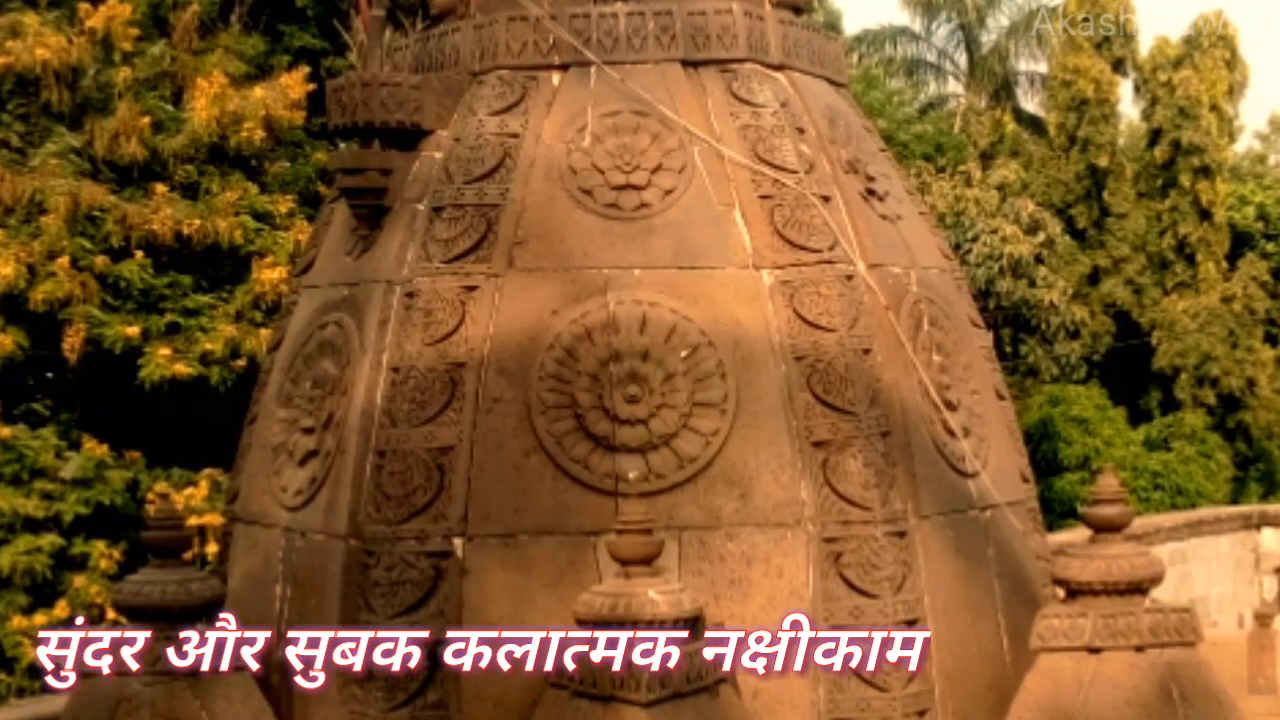 सुंदर और सुबक कलात्मक नक्षीकाम